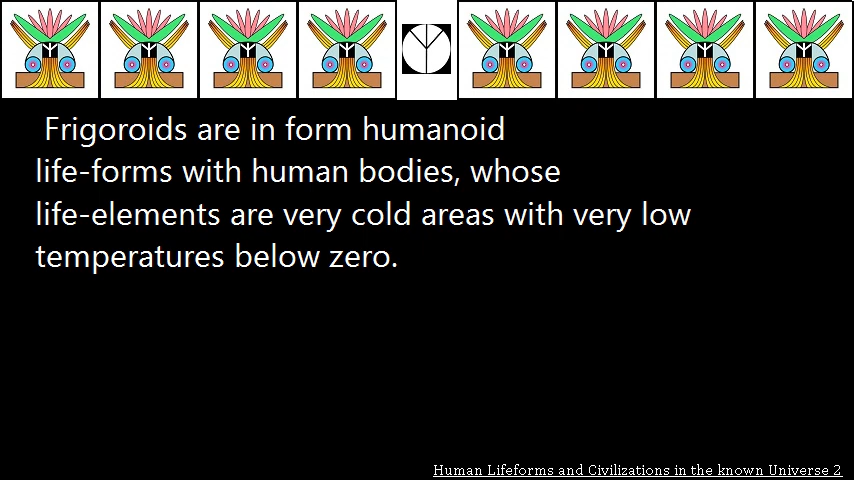 Frigoroids are in form humanoid
life-forms with human bodies, whose
life-elements are very cold areas with very low
temperatures below zero.
Human Lifeforms and Civilizations in the known Universe 2